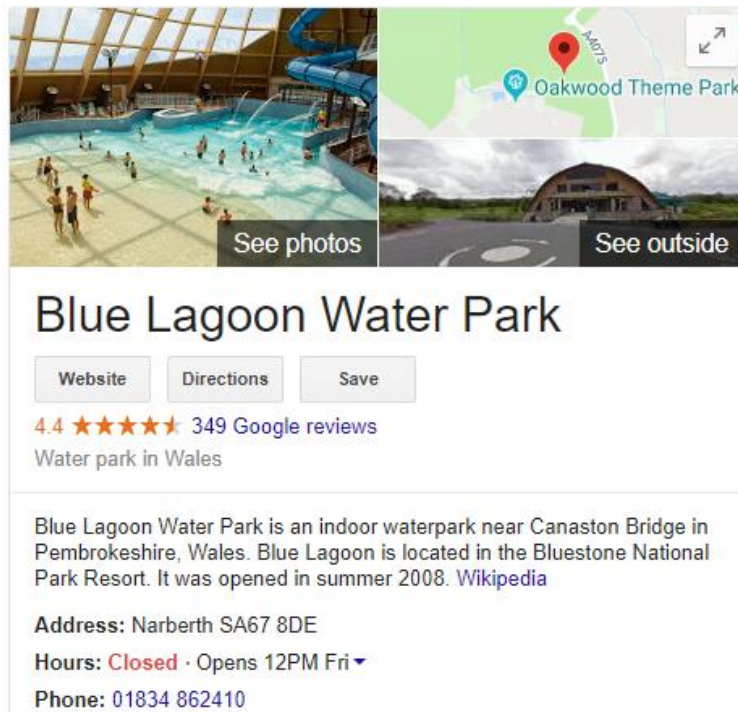 A4075
Oakwood Theme Park
See photos
See outside
Blue Lagoon Water Park
Website
Directions
Save
4.4 ★★★★★ 349 Google reviews
Water park in Wales
Blue Lagoon Water Park is an indoor waterpark near Canaston Bridge in
Pembrokeshire, Wales. Blue Lagoon is located in the Bluestone National
Park Resort. It was opened in summer 2008. Wikipedia
Address: Narberth SA67 8DE
Hours: Closed · Opens 12PM Fri
Phone: 01834 862410